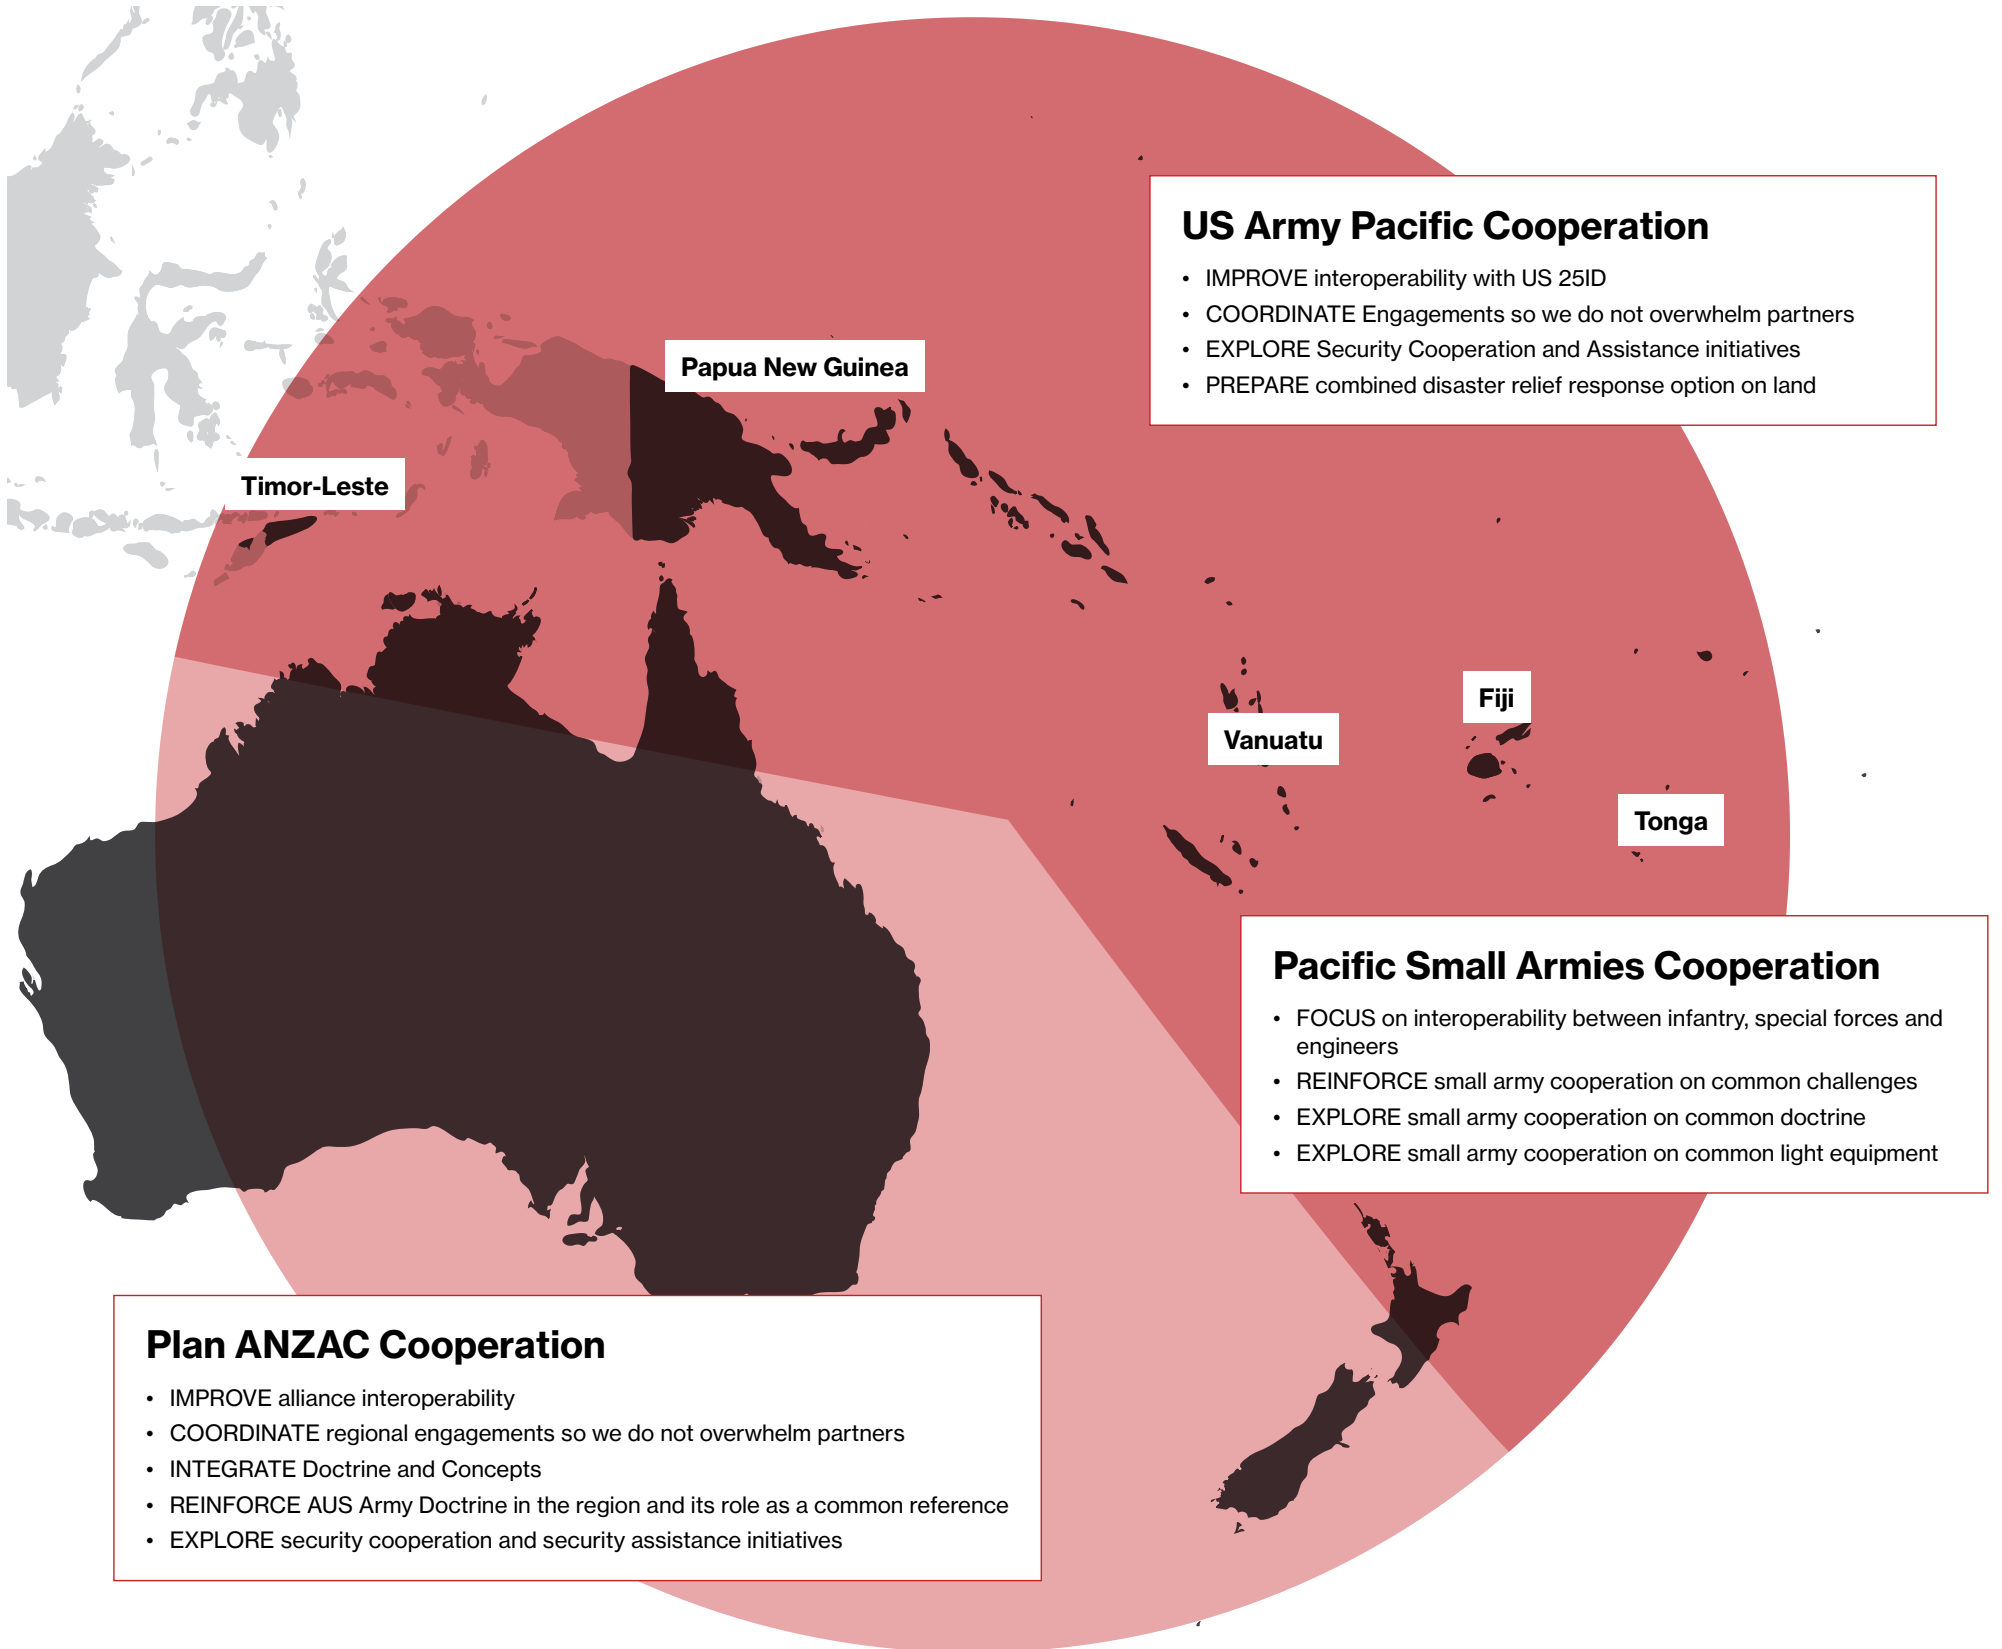 US Army Pacific Cooperation
• IMPROVE interoperability with US 25ID
• COORDINATE Engagements so we do not overwhelm partners
• EXPLORE Security Cooperation and Assistance initiatives
• PREPARE combined disaster relief response option on land
Papua New Guinea
Timor-Leste
Fiji
Vanuatu
Tonga
Pacific Small Armies Cooperation
• FOCUS on interoperability between infantry, special forces and
engineers
• REINFORCE small army cooperation on common challenges
• EXPLORE small army cooperation on common doctrine
• EXPLORE small army cooperation on common light equipment
Plan ANZAC Cooperation
• IMPROVE alliance interoperability
• COORDINATE regional engagements so we do not overwhelm partners
• INTEGRATE Doctrine and Concepts
• REINFORCE AUS Army Doctrine in the region and its role as a common reference
• EXPLORE security cooperation and security assistance initiatives